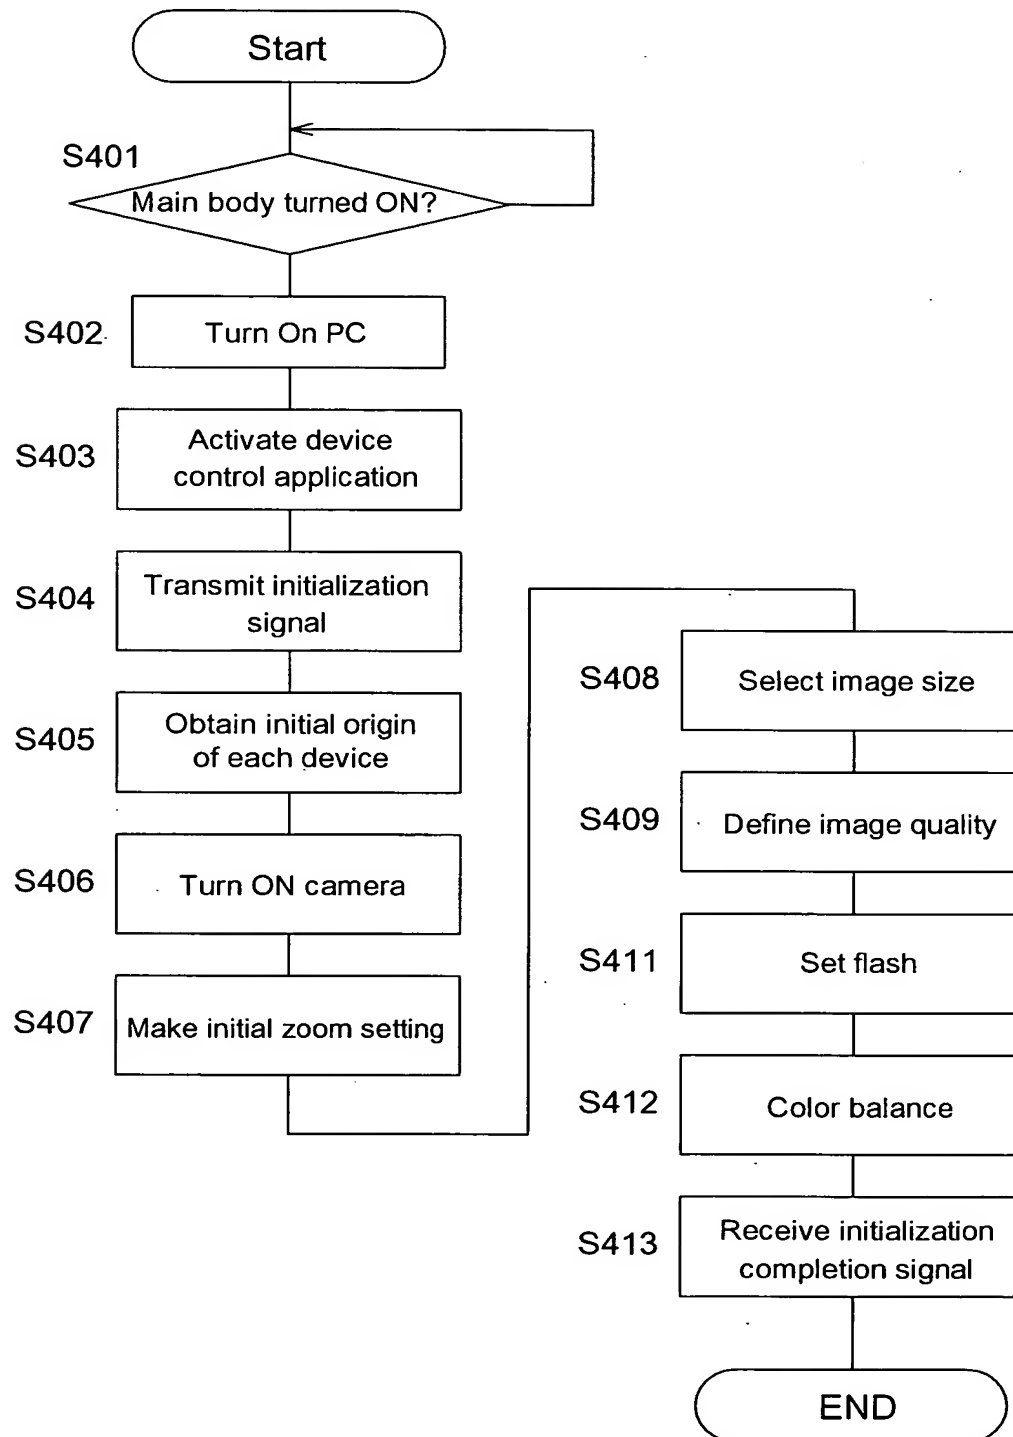 Start
S401
Main body turned ON?
S402
Turn On PC
S403
Activate device
control application
S404
Transmit initialization
signal
S405
Obtain initial origin
of each device
S406
Turn ON camera
S407
Make initial zoom setting
S408
Select image size
S409
Define image quality
S411
Set flash
S412
Color balance
S413
Receive initialization
completion signal
END